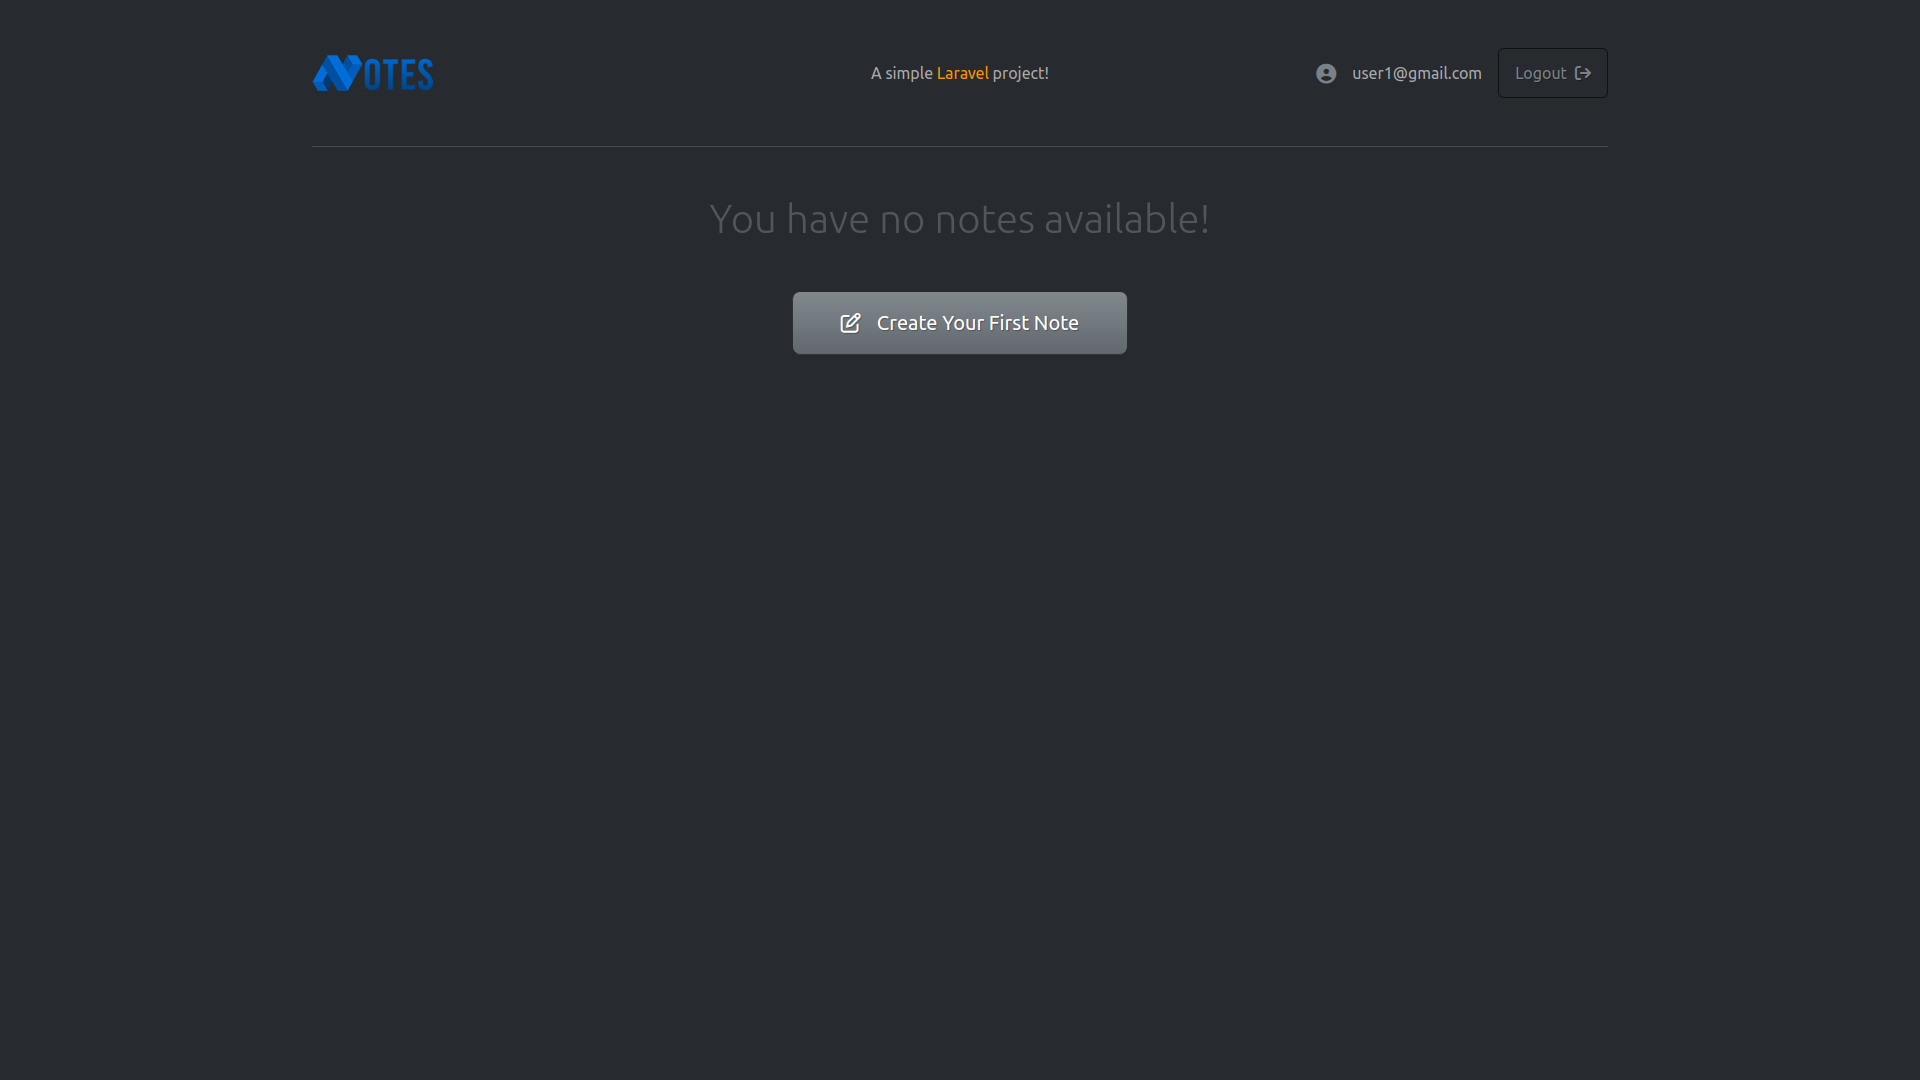 NOTES
A simple Laravel project!
user1@gmail.com
Logout
You have no notes available!
Create Your First Note